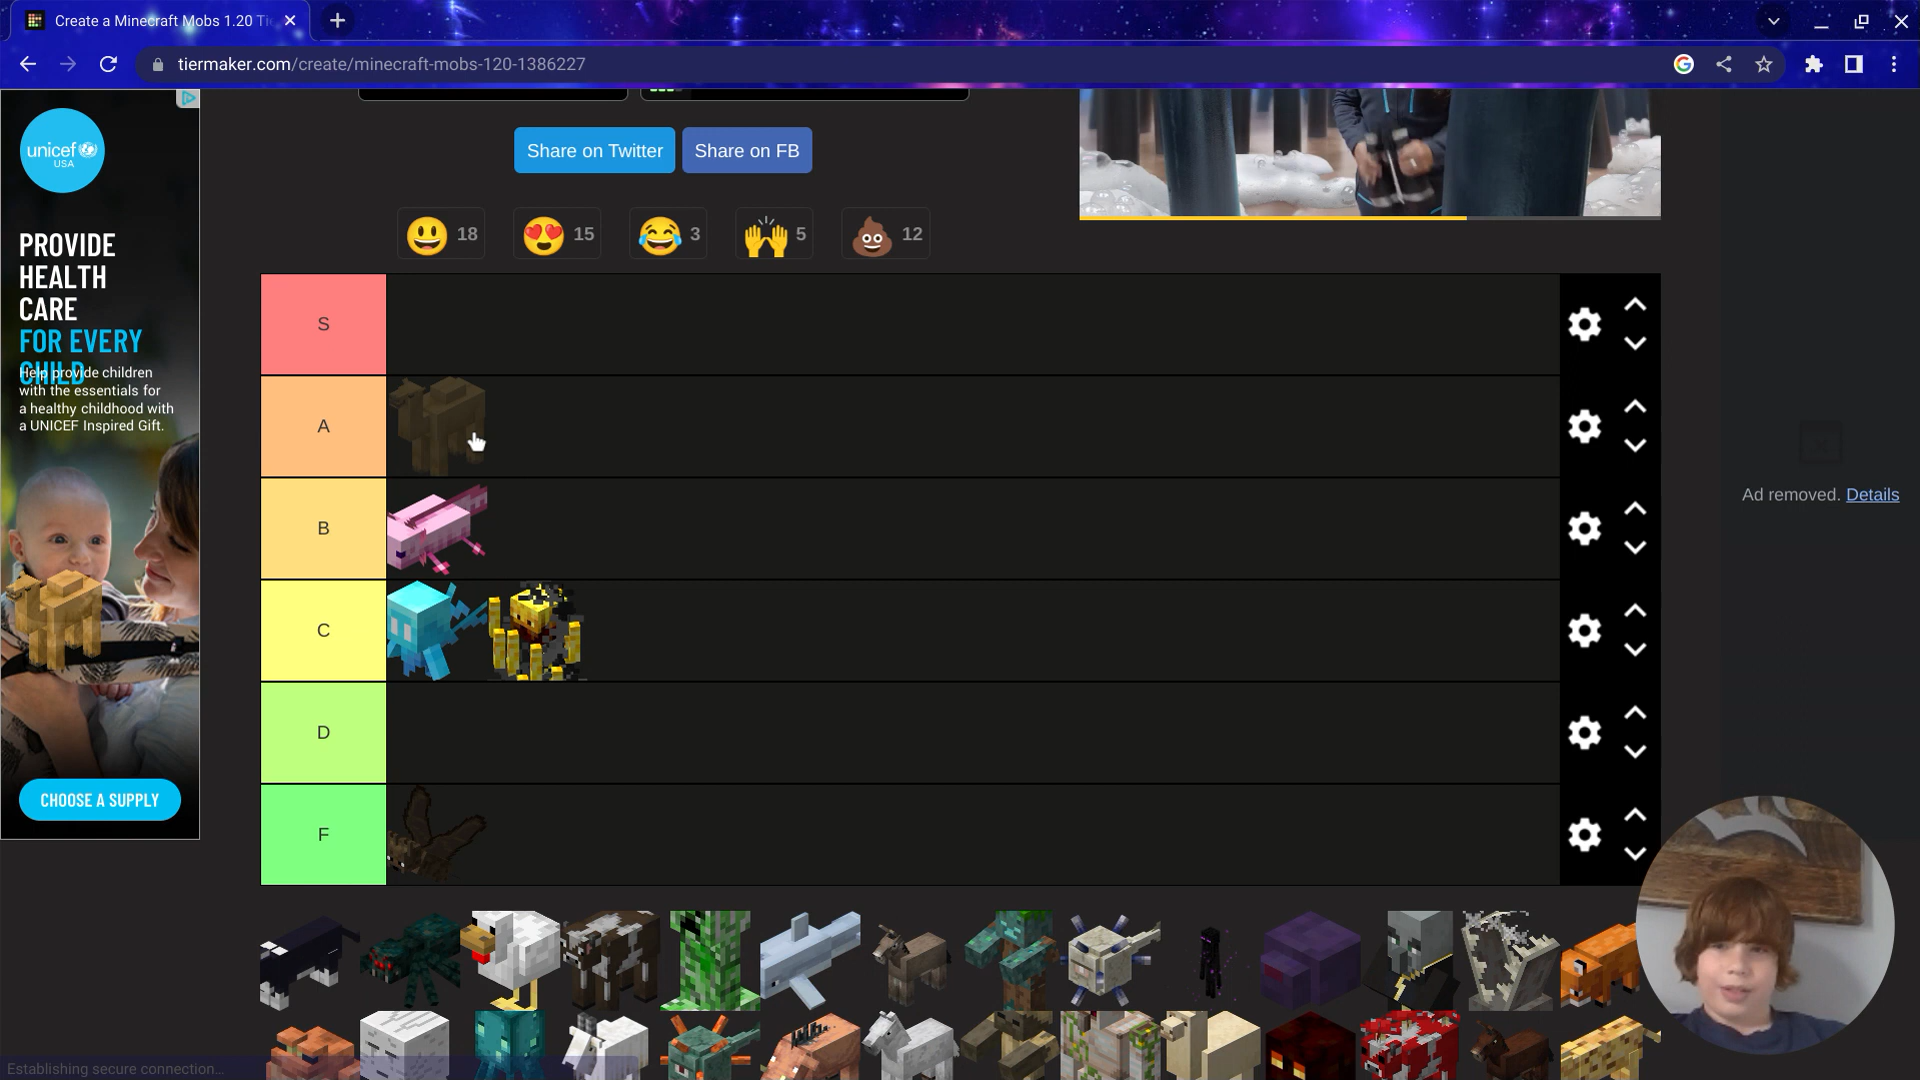 Create a Minecraft Mobs 1.20 Tie
tiermaker.com/create/minecraft-mobs-120-1386227
unicef
USA
PROVIDE
HEALTH
CARE
FOR EVERY
CHILD
Help provide children
with the essentials for
a healthy childhood with
a UNICEF Inspired Gift.
CHOOSE A SUPPLY
Share on Twitter
Share on FB
18
15
3
5
12
S
A
B
C
D
F
Ad removed. Details
Establishing secure connection...